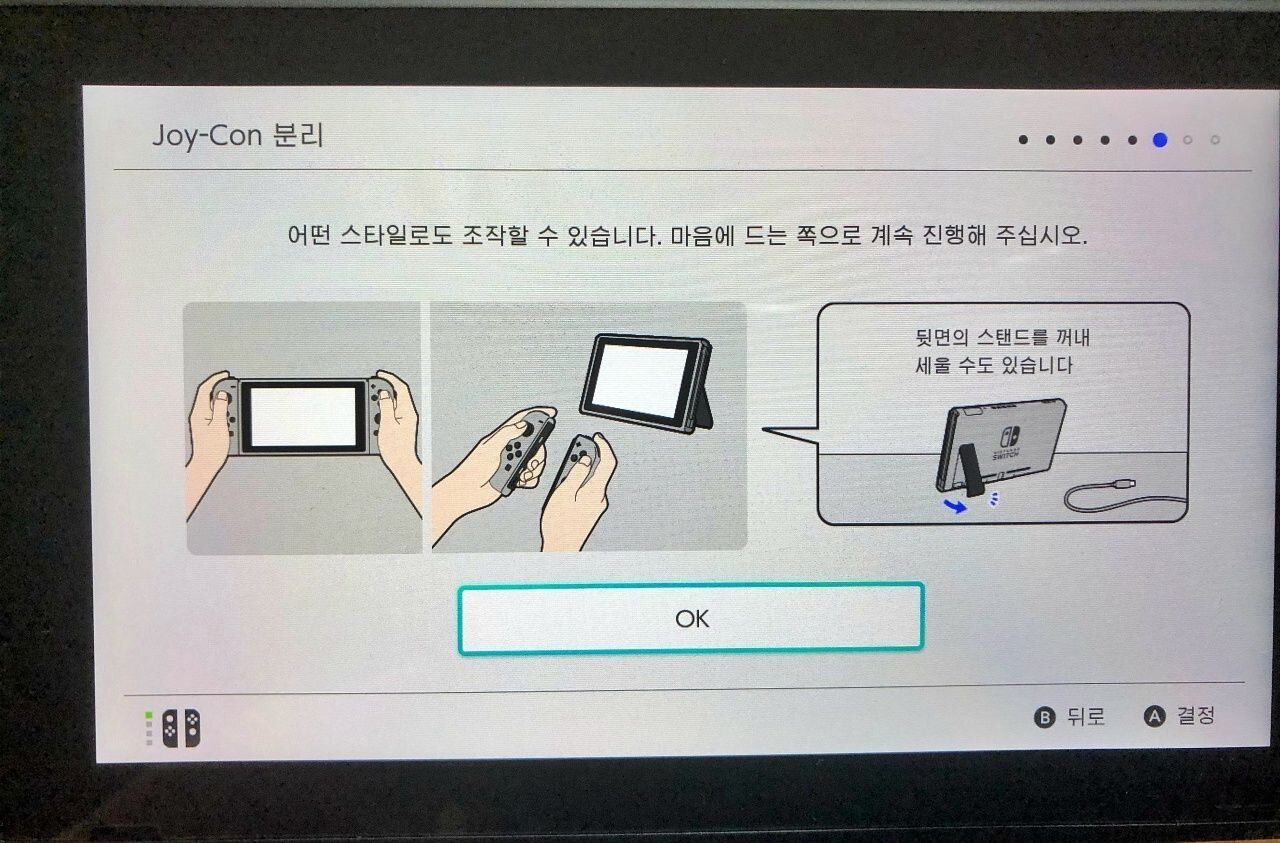 Joy-Con 분리
어떤 스타일로도 조작할 수 있습니다. 마음에 드는 쪽으로 계속 진행해 주십시오.
뒷면의 스탠드를 꺼내
세울 수도 있습니다
NINTENDO
SWITCH
OK
B 뒤로 A 결정